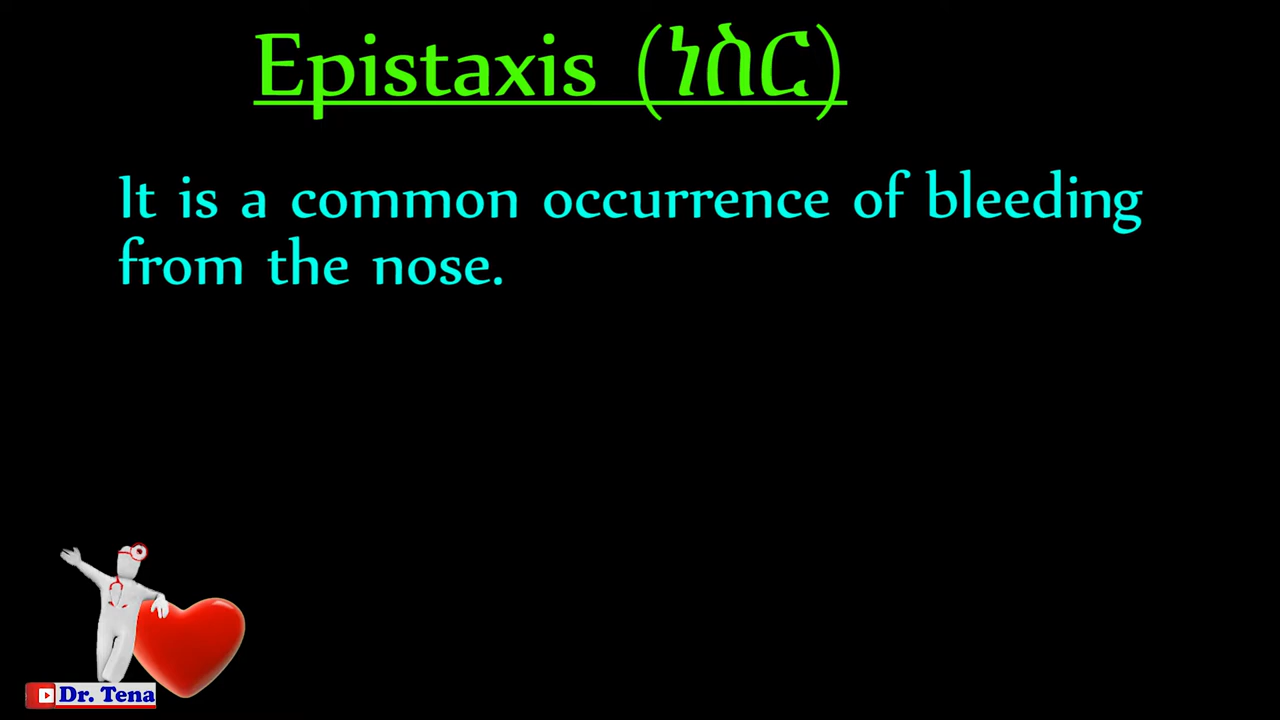 Epistaxis (ነስር)
It is a common occurrence of bleeding
from the nose.
Dr. Tena